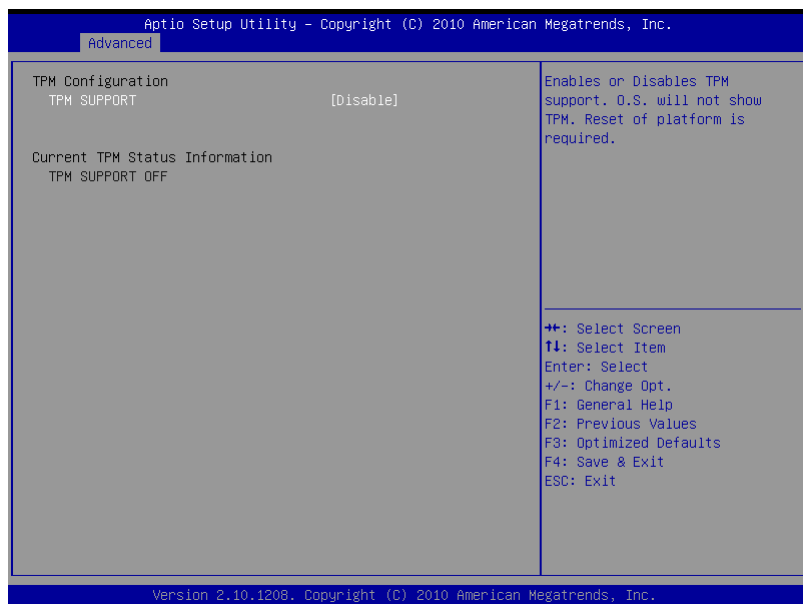 Aptio Setup Utility – Copyright (C) 2010 American Megatrends, Inc.
Advanced
TPM Configuration
TPM SUPPORT [Disable]
Current TPM Status Information
TPM SUPPORT OFF
Enables or Disables TPM
support. O.S. will not show
TPM. Reset of platform is
required.
→←: Select Screen
↑↓: Select Item
Enter: Select
+/-: Change Opt.
F1: General Help
F2: Previous Values
F3: Optimized Defaults
F4: Save & Exit
ESC: Exit
Version 2.10.1208. Copyright (C) 2010 American Megatrends, Inc.